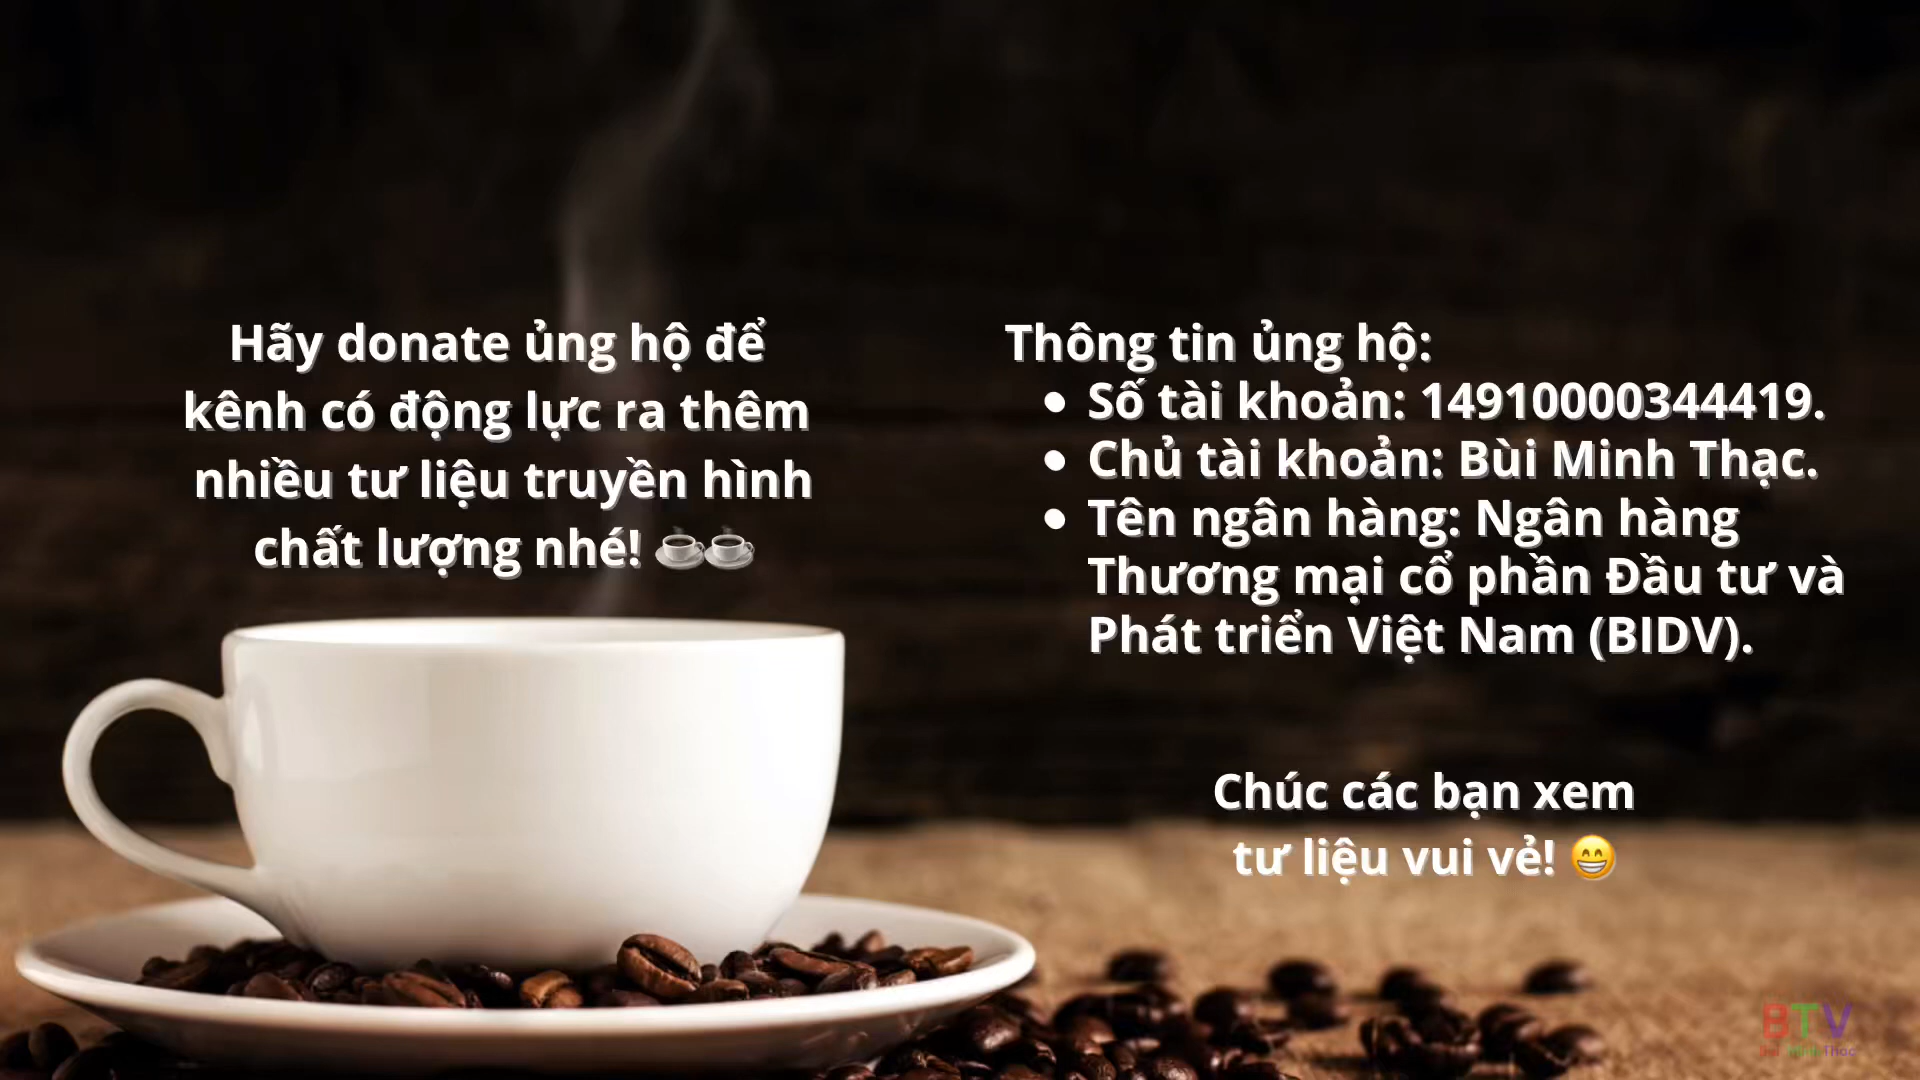 Hãy donate ủng hộ để
kênh có động lực ra thêm
nhiều tư liệu truyền hình
chất lượng nhé! ☕☕
Thông tin ủng hộ:
• Số tài khoản: 14910000344419.
• Chủ tài khoản: Bùi Minh Thạc.
• Tên ngân hàng: Ngân hàng
Thương mại cổ phần Đầu tư và
Phát triển Việt Nam (BIDV).
Chúc các bạn xem
tư liệu vui vẻ! 😁
BTV
Minh Thac